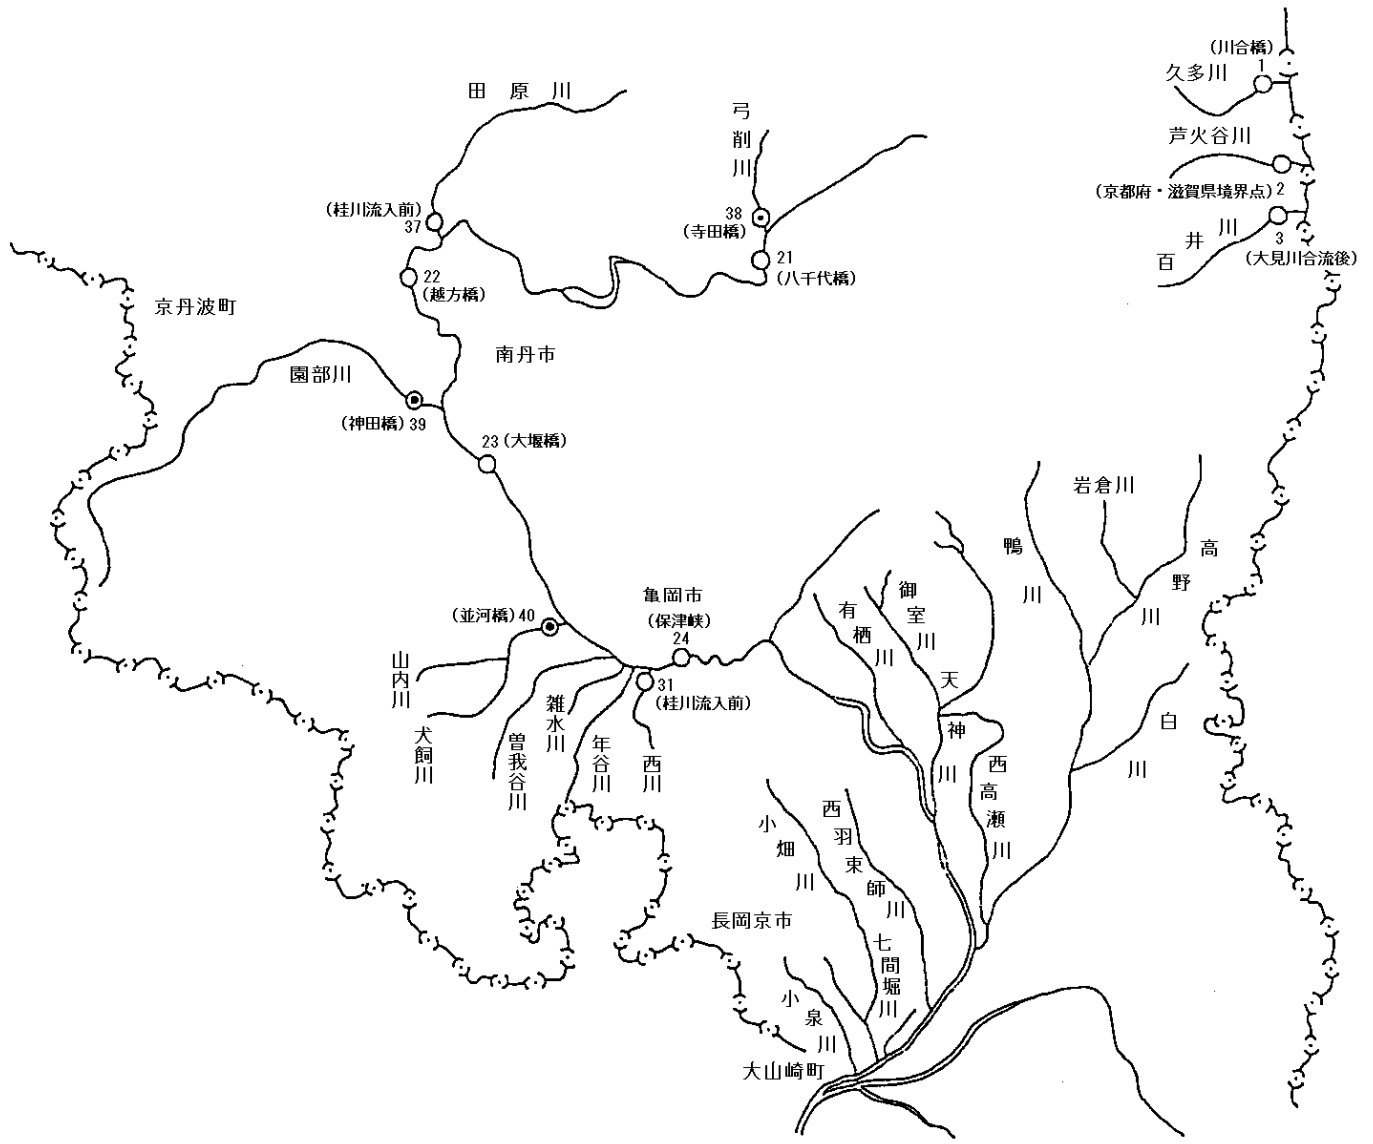 (川合橋)
1
久多川
田原川
弓削川
芦火谷川
(京都府・滋賀県境界点)2
(桂川流入前)
37
38
(寺田橋)
百井川
3
(大見川合流後)
21
(八千代橋)
22
(越方橋)
京丹波町
南丹市
園部川
(神田橋)39
23(大堰橋)
岩倉川
鴨川
高野川
亀岡市
(保津峡)
24
(並河橋)40
御室川
有栖川
山内川
31
(桂川流入前)
天神川
犬飼川
曽我谷川
雑水川
年谷川
西川
白川
西高瀬川
小畑川
西羽束師川
長岡京市
七間堀川
小泉川
大山崎町